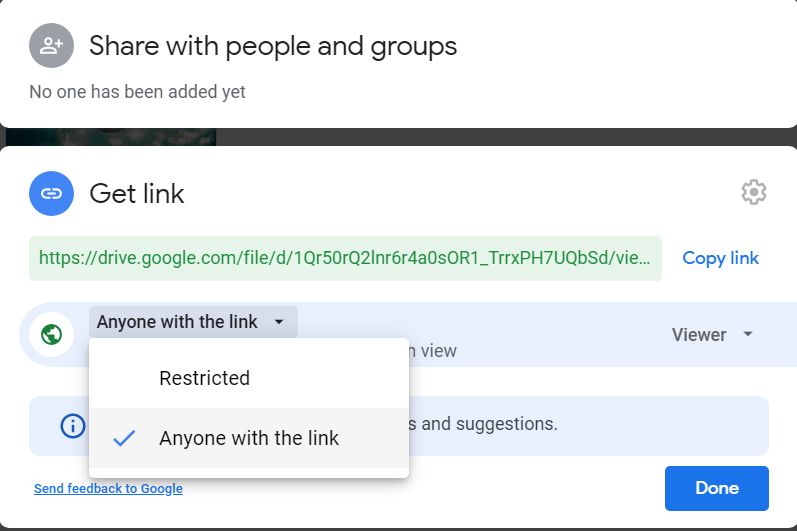 Share with people and groups
No one has been added yet
Get link
https://drive.google.com/file/d/1Qr50rQ2lnr6r4a0sOR1_TrrxPH7UQbSd/vie...
Copy link
Anyone with the link
n view
Viewer
Restricted
Anyone with the link
s and suggestions.
Send feedback to Google
Done